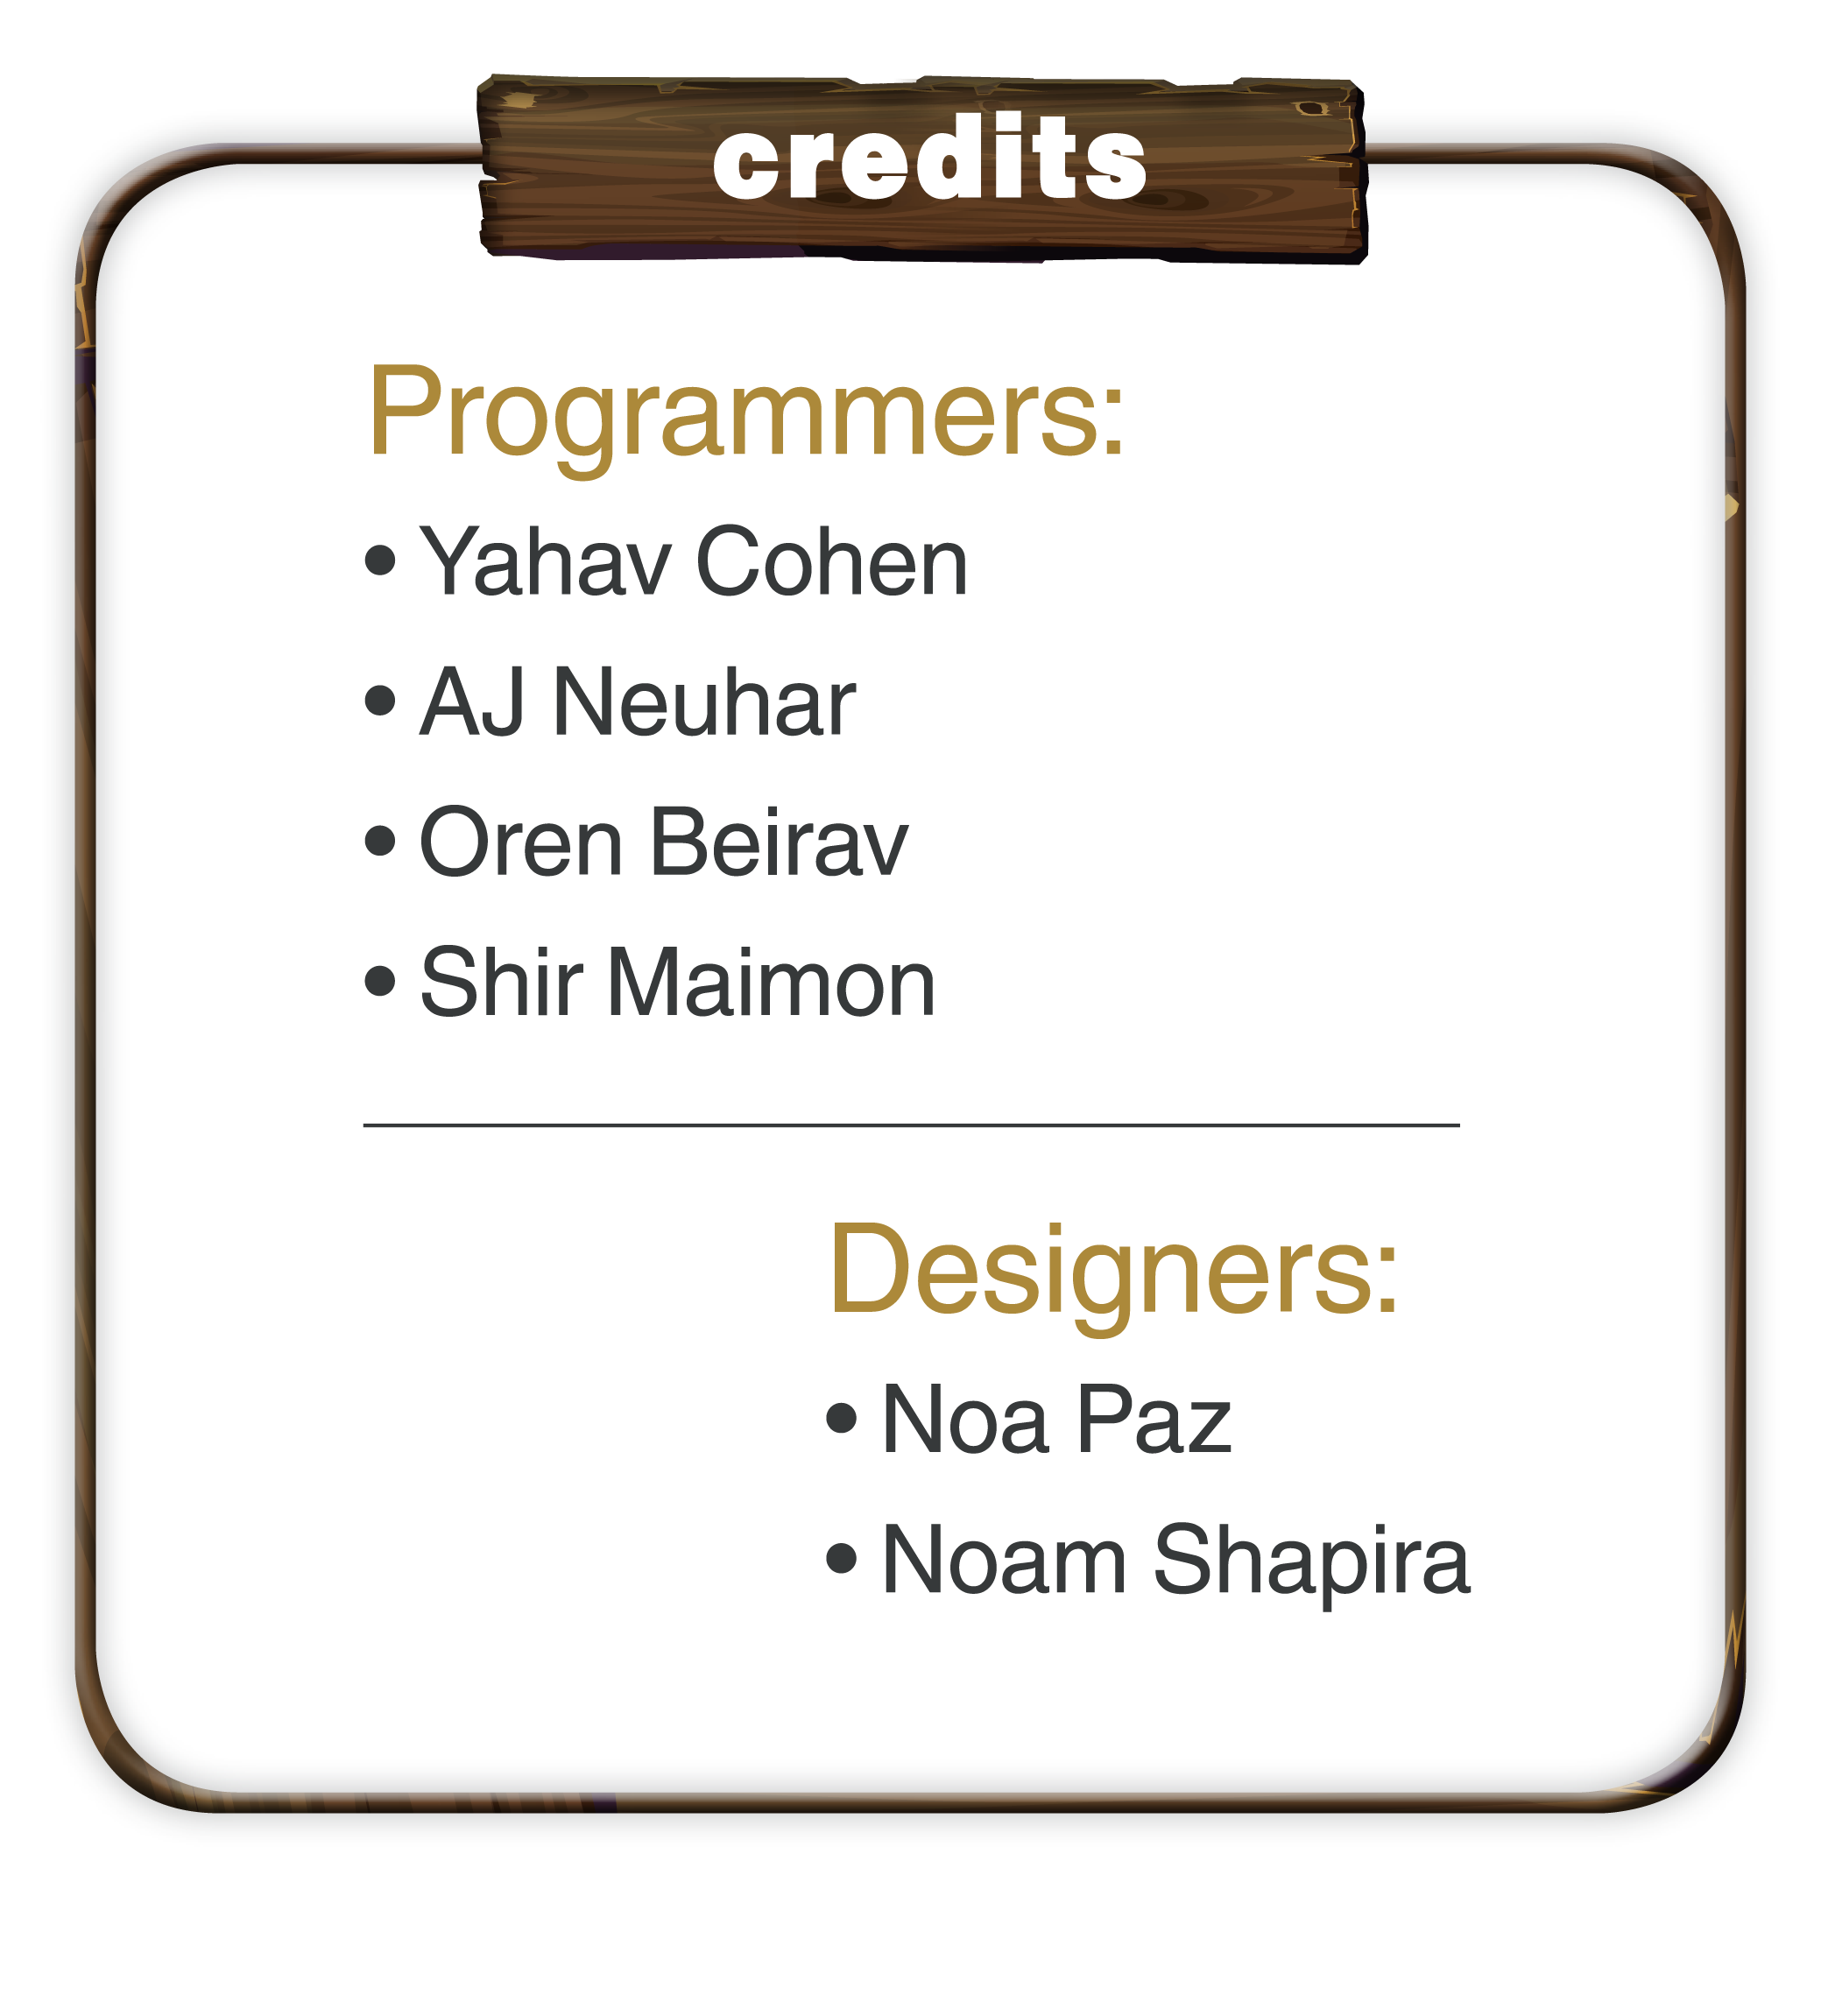 credits
Programmers:
• Yahav Cohen
• AJ Neuhar
• Oren Beirav
• Shir Maimon
Designers:
• Noa Paz
• Noam Shapira